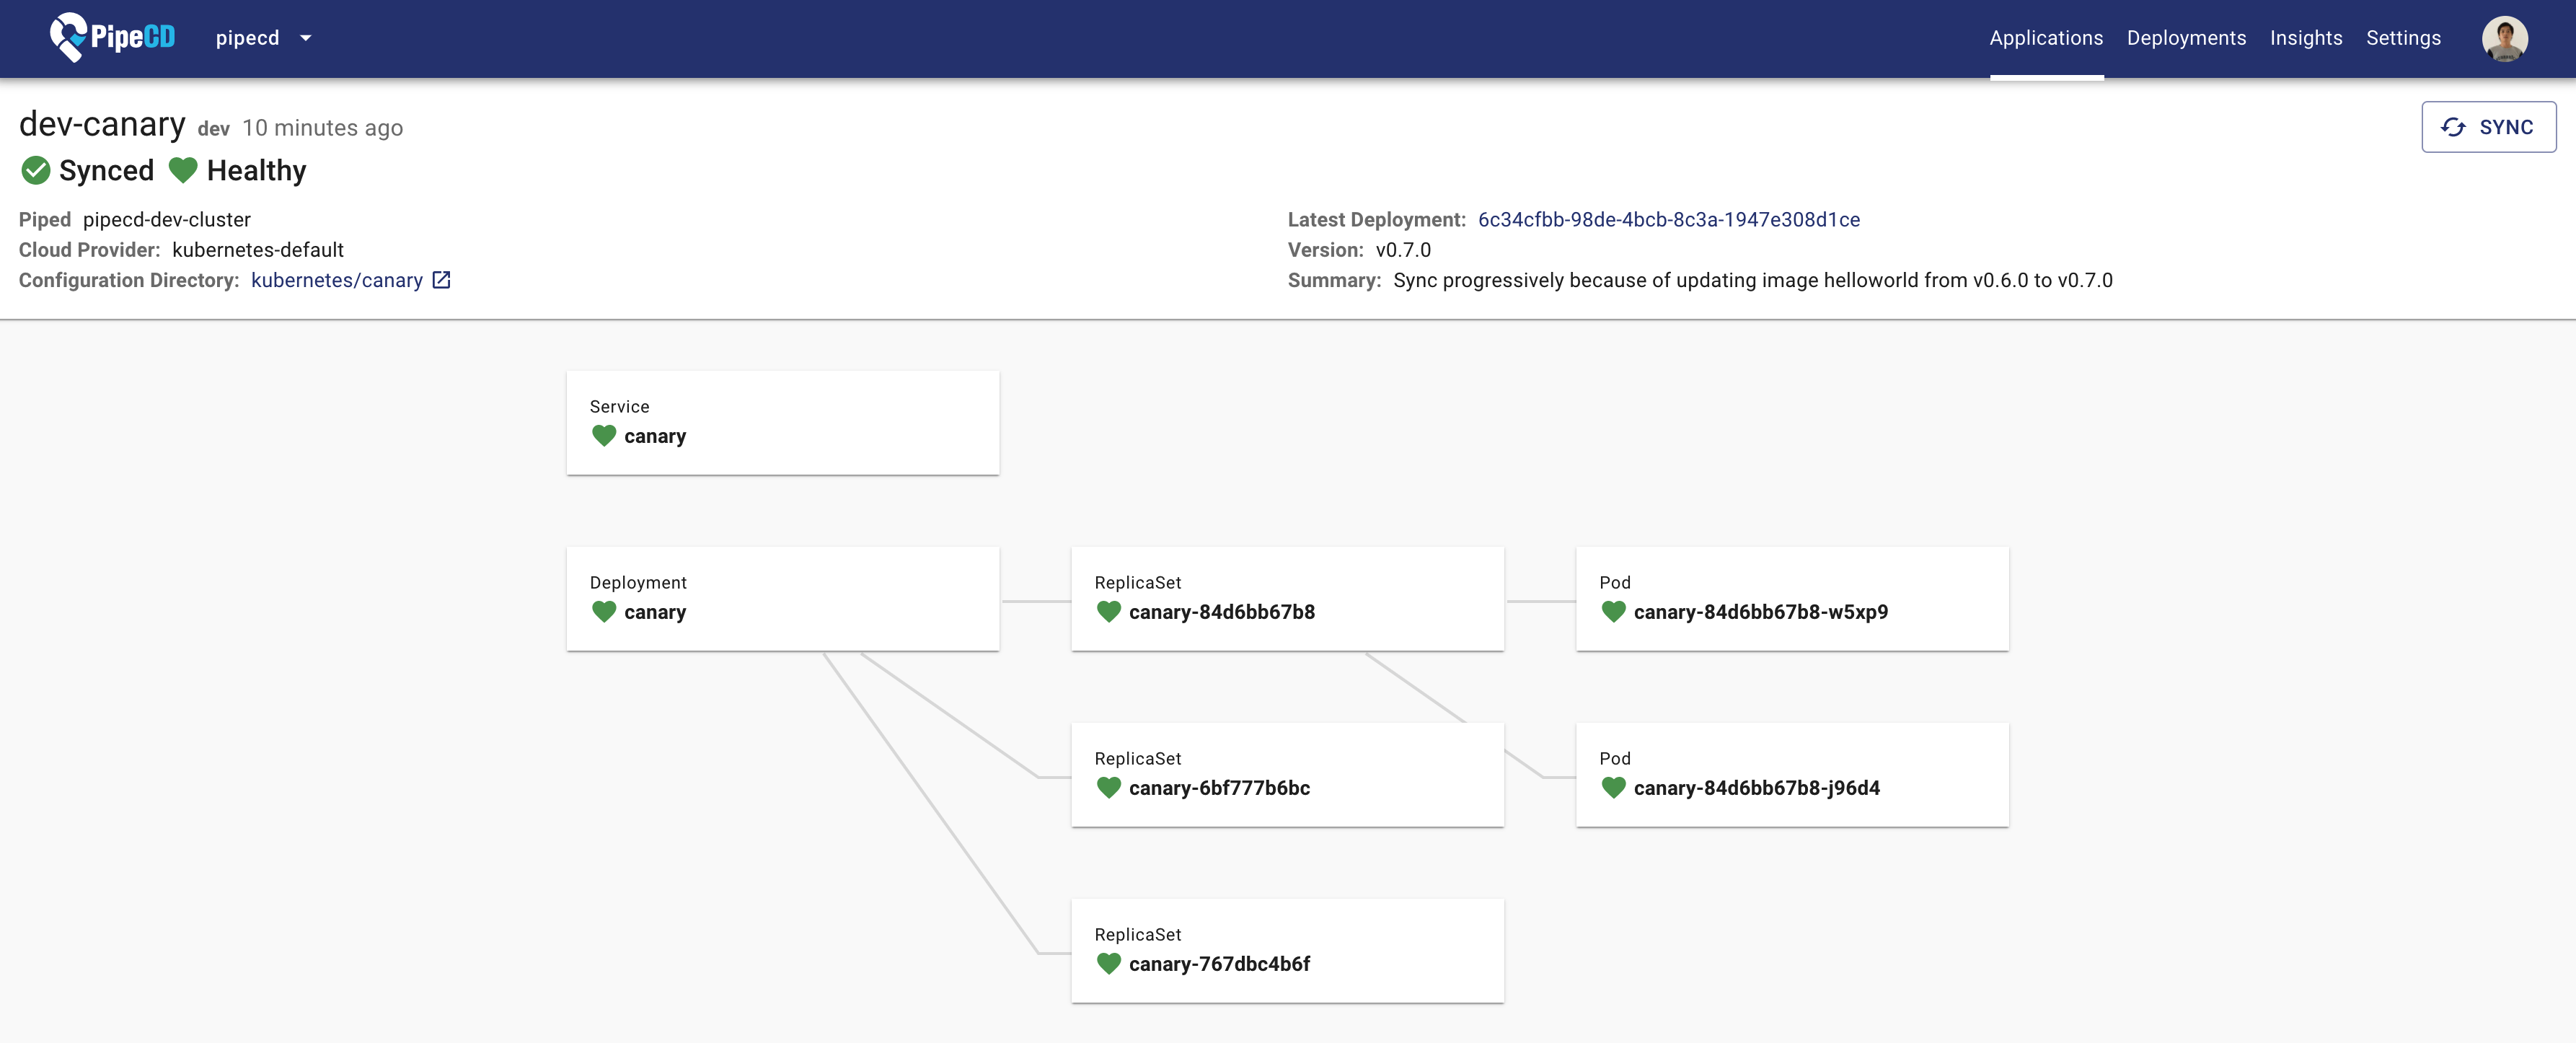 PipeCD pipecd Applications Deployments Insights Settings
dev-canary dev 10 minutes ago
SYNC
Synced Healthy
Piped pipecd-dev-cluster
Cloud Provider: kubernetes-default
Configuration Directory: kubernetes/canary
Latest Deployment: 6c34cfbb-98de-4bcb-8c3a-1947e308d1ce
Version: v0.7.0
Summary: Sync progressively because of updating image helloworld from v0.6.0 to v0.7.0
Service
canary
Deployment
canary
ReplicaSet
canary-84d6bb67b8
Pod
canary-84d6bb67b8-w5xp9
ReplicaSet
canary-6bf777b6bc
Pod
canary-84d6bb67b8-j96d4
ReplicaSet
canary-767dbc4b6f